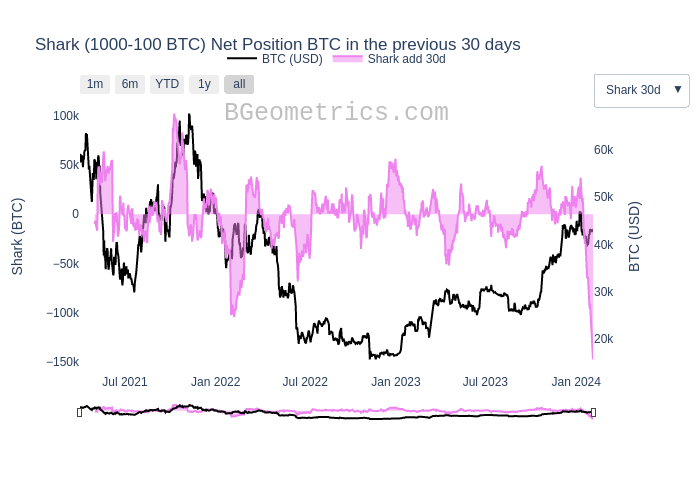 Shark (1000-100 BTC) Net Position BTC in the previous 30 days
BTC (USD) Shark add 30d
1m 6m YTD 1y all
Shark 30d ▼
BGeometrics.com
100k
50k
0
−50k
−100k
−150k
Shark (BTC)
60k
50k
40k
30k
20k
BTC (USD)
Jul 2021 Jan 2022 Jul 2022 Jan 2023 Jul 2023 Jan 2024